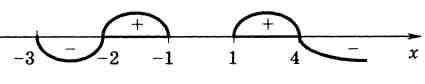 + +
– –
-3 -2 -1 1 4 x